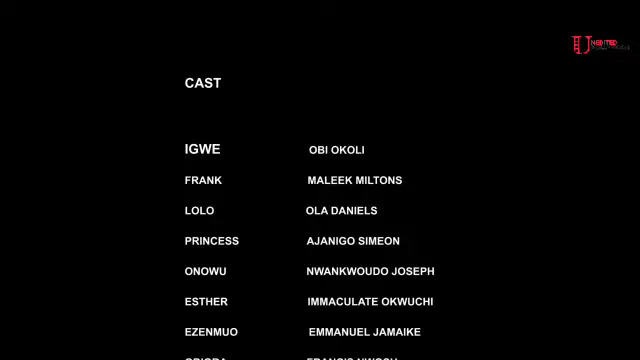 UNEDITED
CAST
IGWE OBI OKOLI
FRANK MALEEK MILTONS
LOLO OLA DANIELS
PRINCESS AJANIGO SIMEON
ONOWU NWANKWOUDO JOSEPH
ESTHER IMMACULATE OKWUCHI
EZENMUO EMMANUEL JAMAIKE